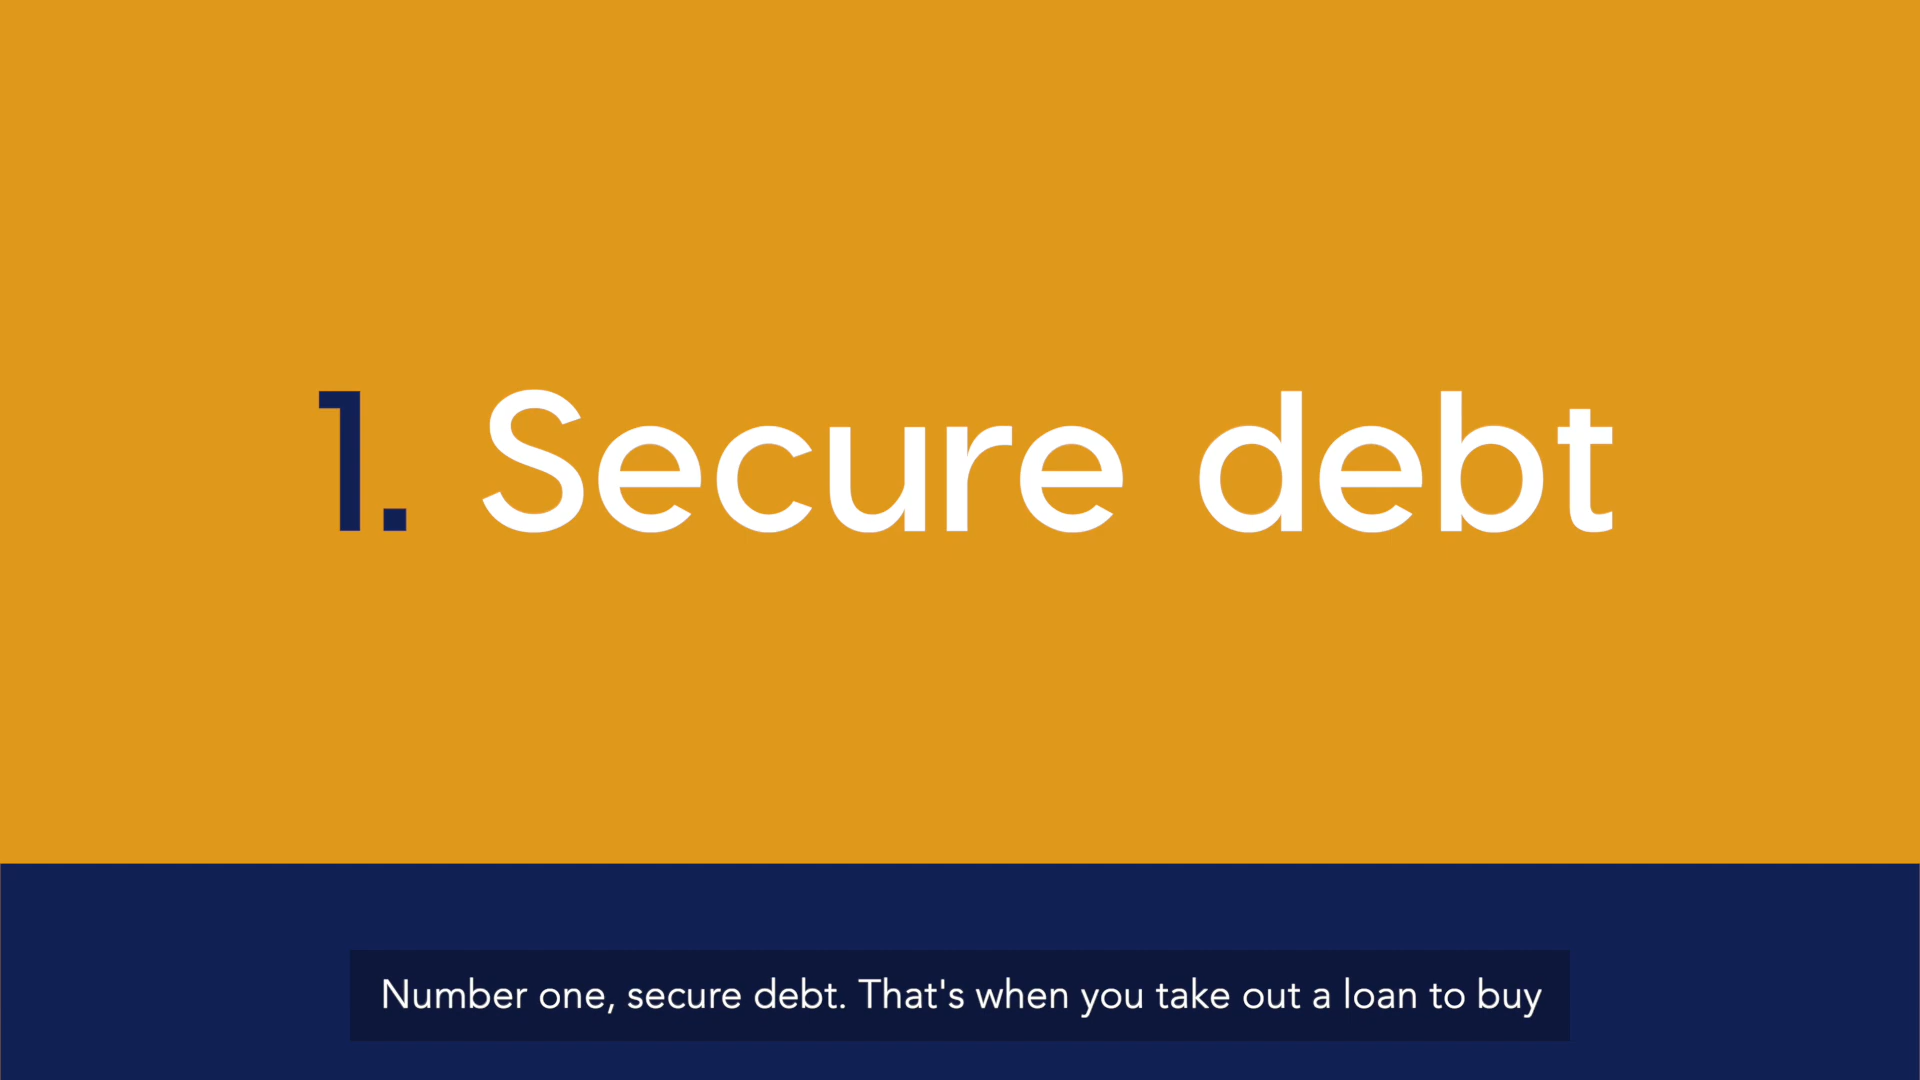 1. Secure debt
Number one, secure debt. That's when you take out a loan to buy